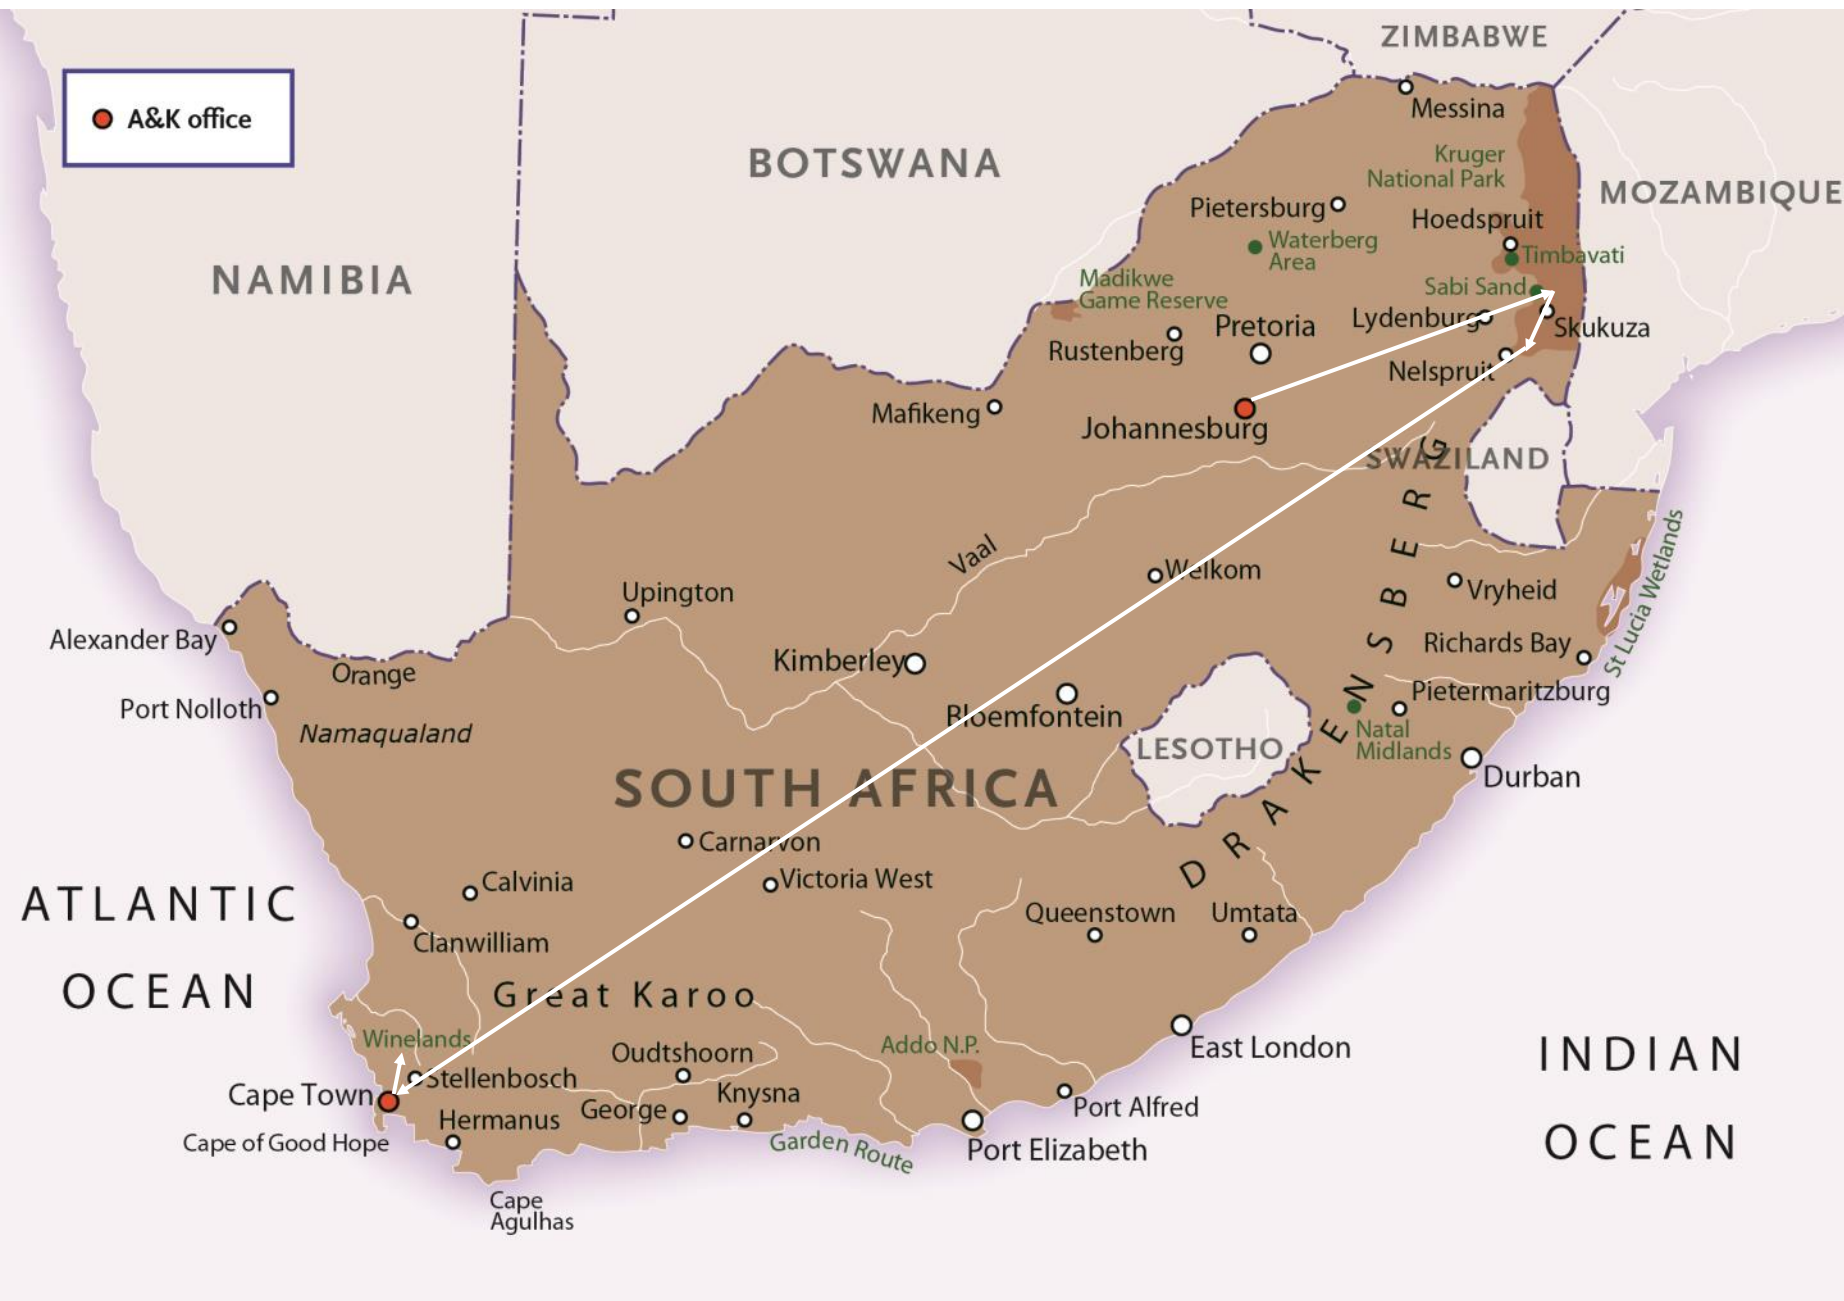 ZIMBABWE
A&K office
Messina
BOTSWANA
Kruger
National Park
MOZAMBIQUE
Pietersburg
Hoedspruit
Waterberg
Area
Timbavati
NAMIBIA
Madikwe
Game Reserve
Sabi Sand
Pretoria
Lydenburg
Skukuza
Rustenberg
Nelspruit
Mafikeng
Johannesburg
SWAZILAND
Vaal
Welkom
Upington
Vryheid
St Lucia Wetlands
Alexander Bay
Richards Bay
Kimberley
Orange
Port Nolloth
Pietermaritzburg
Bloemfontein
Namaqualand
Natal
Midlands
LESOTHO
Durban
SOUTH AFRICA
DRAKENSBERG
Carnarvon
Calvinia
Victoria West
ATLANTIC
OCEAN
Queenstown
Umtata
Clanwilliam
Great Karoo
Winelands
Addo N.P.
East London
INDIAN
OCEAN
Oudtshoorn
Stellenbosch
Cape Town
Knysna
George
Hermanus
Port Alfred
Cape of Good Hope
Garden Route
Port Elizabeth
Cape
Agulhas